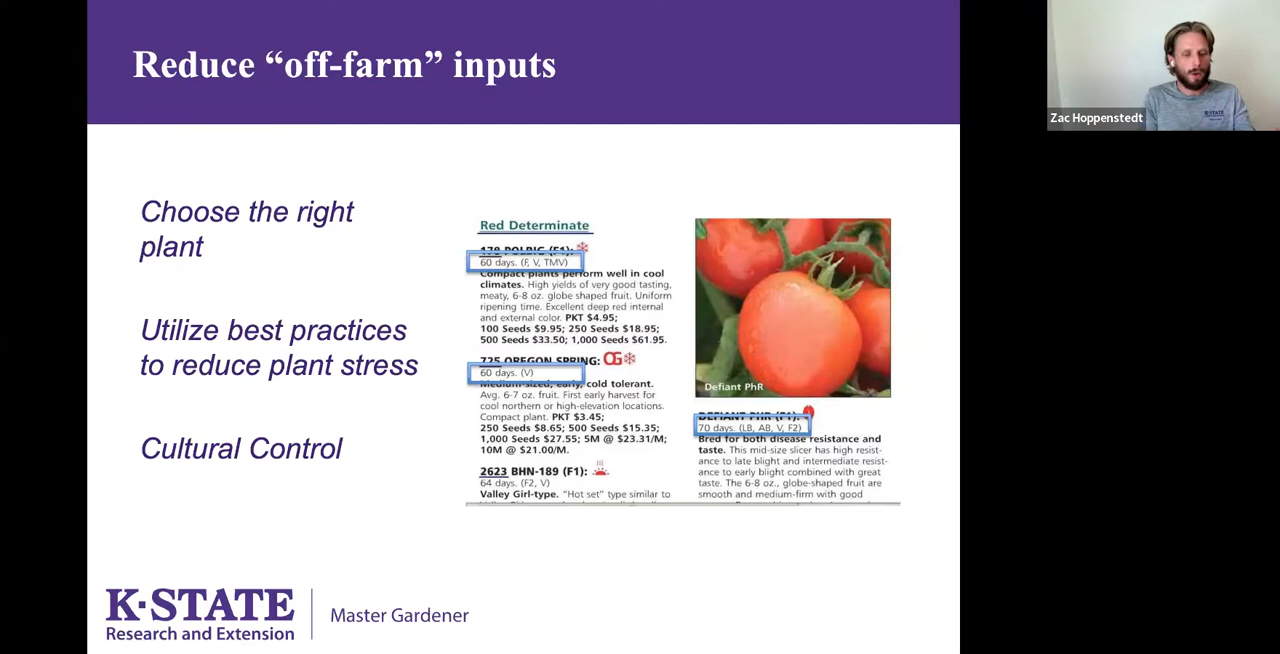 Reduce “off-farm” inputs
Zac Hoppenstedt
K-STATE
Choose the right
plant
Utilize best practices
to reduce plant stress
Cultural Control
Red Determinate
178 POLBIG (F1):
60 days. (F, V, TMV)
Compact plants perform well in cool
climates. High yields of very good tasting,
meaty, 6-8 oz. globe shaped fruit. Uniform
ripening time. Excellent deep red internal
and external color. PKT $4.95;
100 Seeds $9.95; 250 Seeds $18.95;
500 Seeds $33.50; 1,000 Seeds $61.95.
725 OREGON SPRING: OG
60 days. (V)
Medium-sized, early, cold tolerant.
Avg. 6-7 oz. fruit. First early harvest for
cool northern or high-elevation locations.
Compact plant. PKT $3.45;
250 Seeds $8.65; 500 Seeds $15.35;
1,000 Seeds $27.55; 5M @ $23.31/M;
10M @ $21.00/M.
2623 BHN-189 (F1):
64 days. (F2, V)
Valley Girl-type. “Hot set” type similar to
Defiant PhR
DEFIANT PHR (F1):
70 days. (LB, AB, V, F2)
Bred for both disease resistance and
taste. This mid-size slicer has high resist-
ance to late blight and intermediate resist-
ance to early blight combined with great
taste. The 6-8 oz., globe-shaped fruit are
smooth and medium-firm with good
K·STATE
Research and Extension
Master Gardener